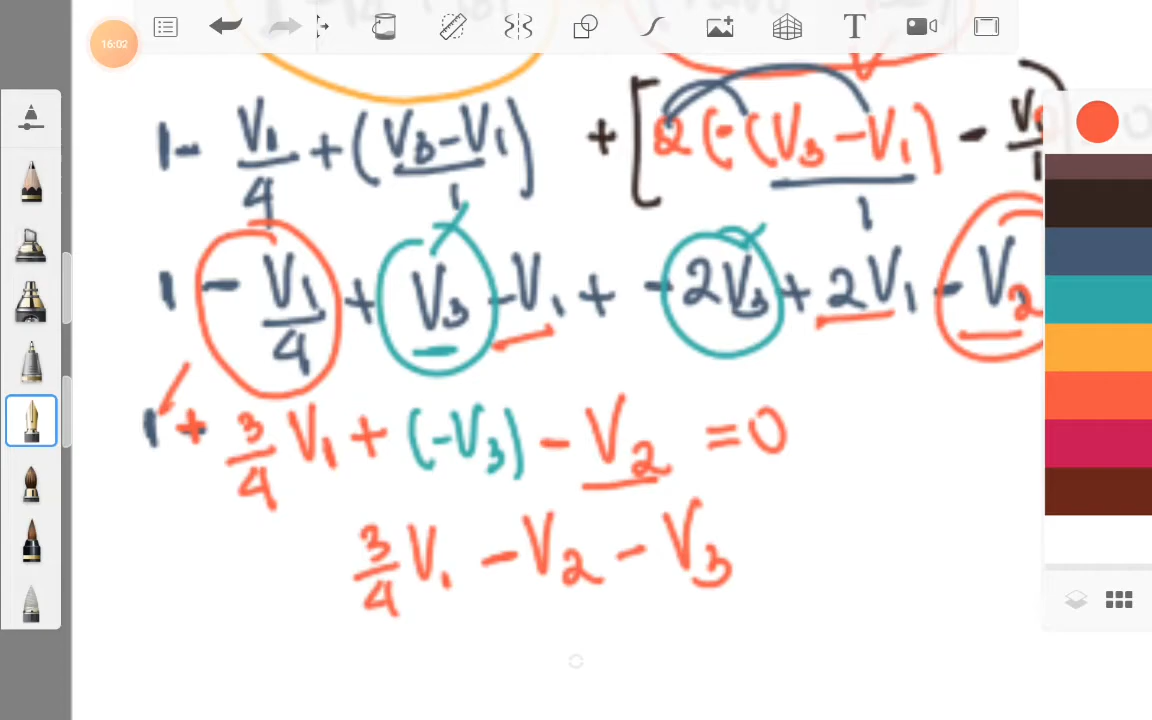 16:02
T
1 - V1/4 + (V3 - V1)/1 + [2 (-(V3 - V1)/1) - V
1 - V1/4 + V3 - V1 + -2V3 + 2V1 - V2
1 + 3/4 V1 + (-V3) - V2 = 0
3/4 V1 - V2 - V3